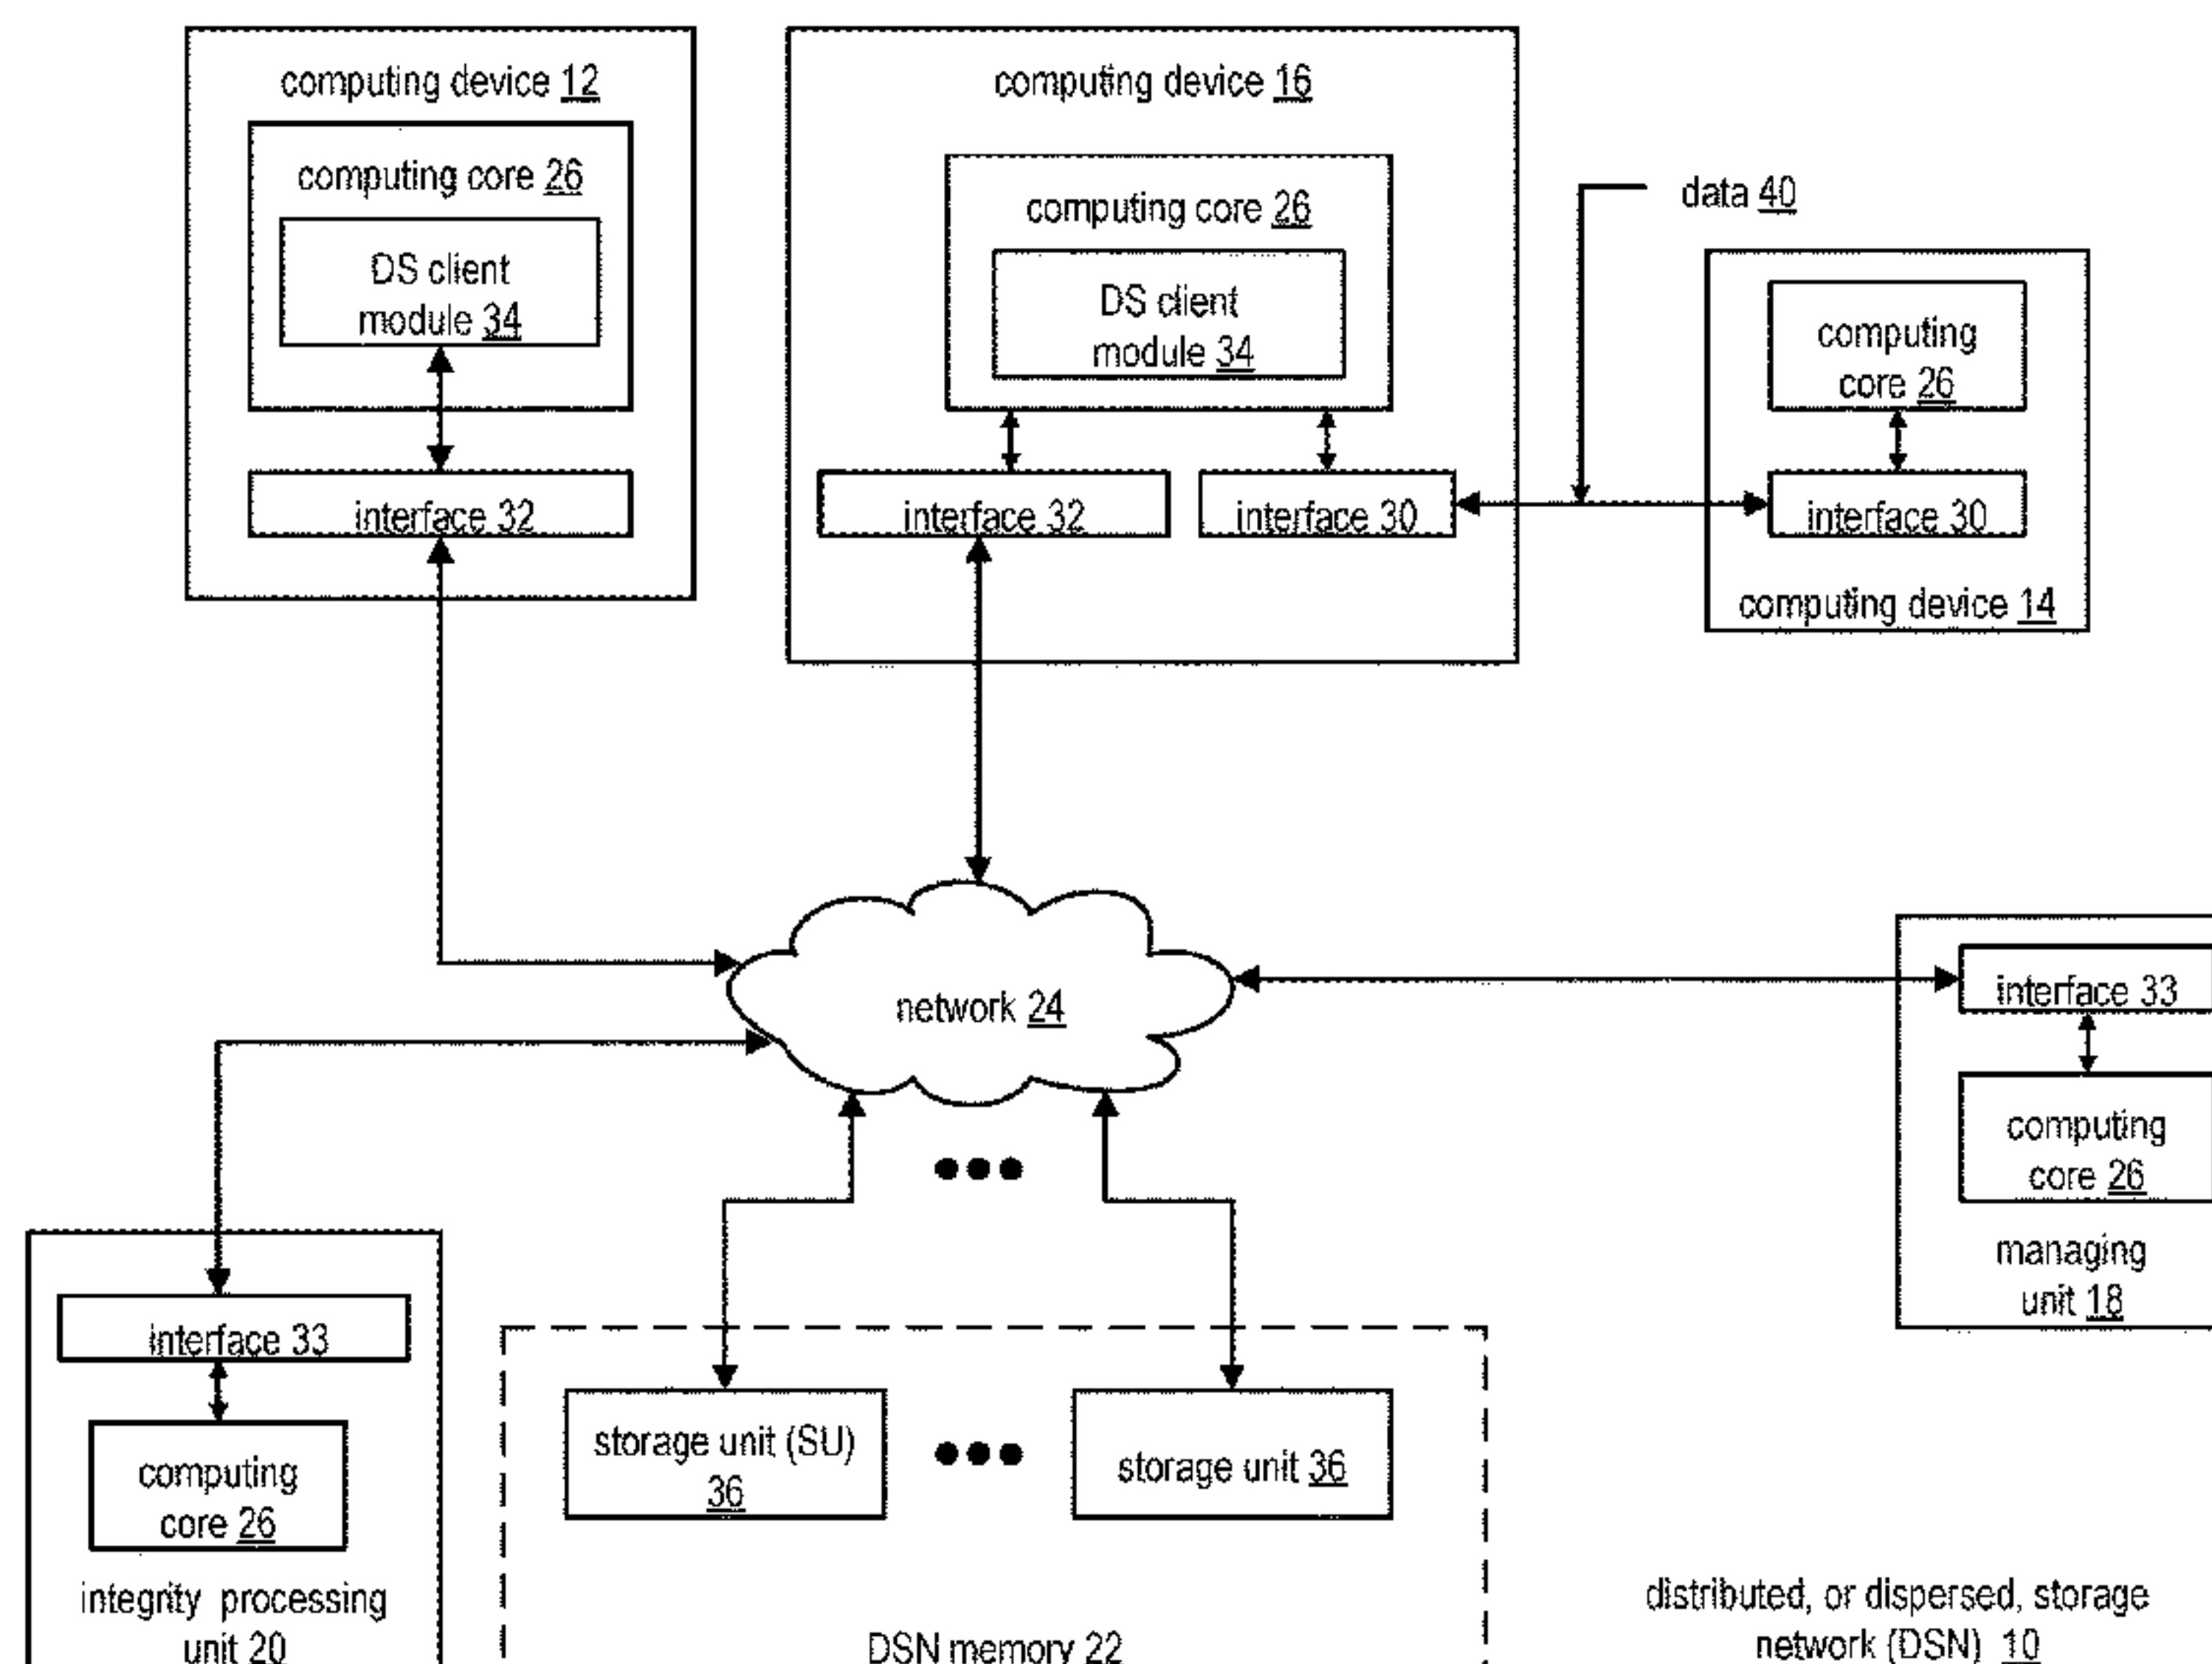 computing device 12
computing core 26
DS client
module 34
interface 32
computing device 16
computing core 26
DS client
module 34
interface 32
interface 30
data 40
computing
core 26
interface 30
computing device 14
network 24
interface 33
computing
core 26
managing
unit 18
interface 33
computing
core 26
integrity processing
unit 20
storage unit (SU)
36
storage unit 36
DSN memory 22
distributed, or dispersed, storage
network (DSN) 10